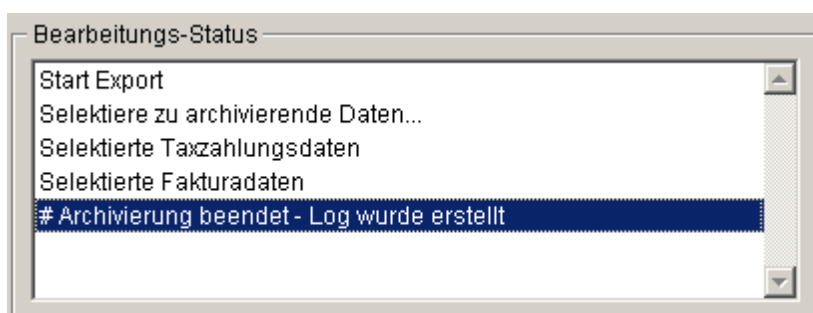 Bearbeitungs-Status
Start Export
Selektiere zu archivierende Daten...
Selektierte Taxzahlungsdaten
Selektierte Fakturadaten
# Archivierung beendet - Log wurde erstellt